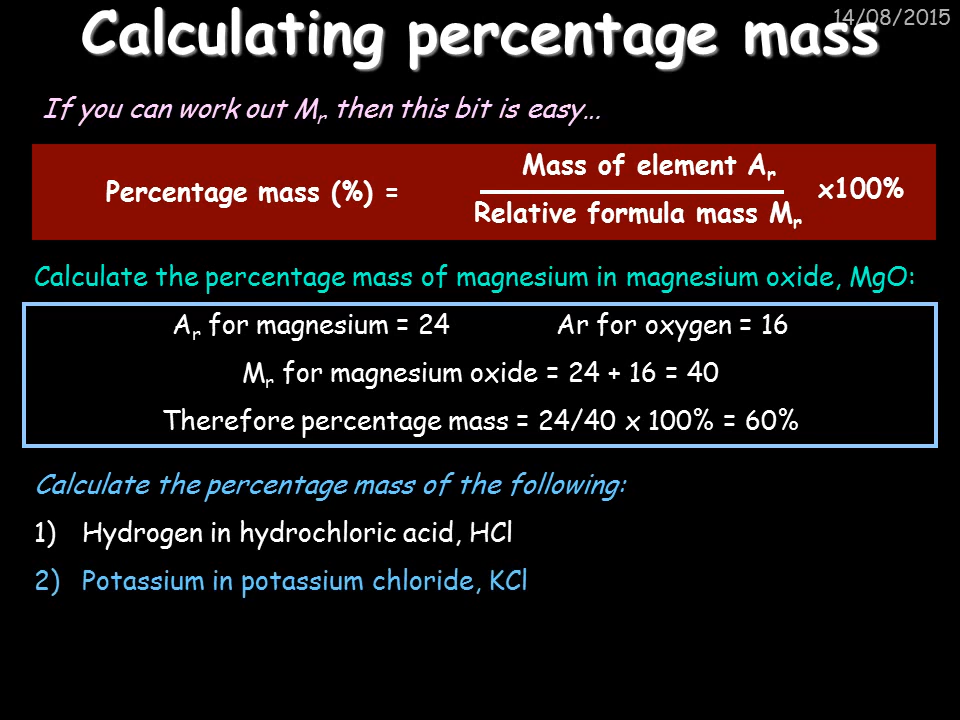 14/08/2015
Calculating percentage mass
If you can work out Mr then this bit is easy…
Percentage mass (%) =
Mass of element Ar
Relative formula mass Mr
x100%
Calculate the percentage mass of magnesium in magnesium oxide, MgO:
Ar for magnesium = 24 Ar for oxygen = 16
Mr for magnesium oxide = 24 + 16 = 40
Therefore percentage mass = 24/40 x 100% = 60%
Calculate the percentage mass of the following:
1) Hydrogen in hydrochloric acid, HCl
2) Potassium in potassium chloride, KCl